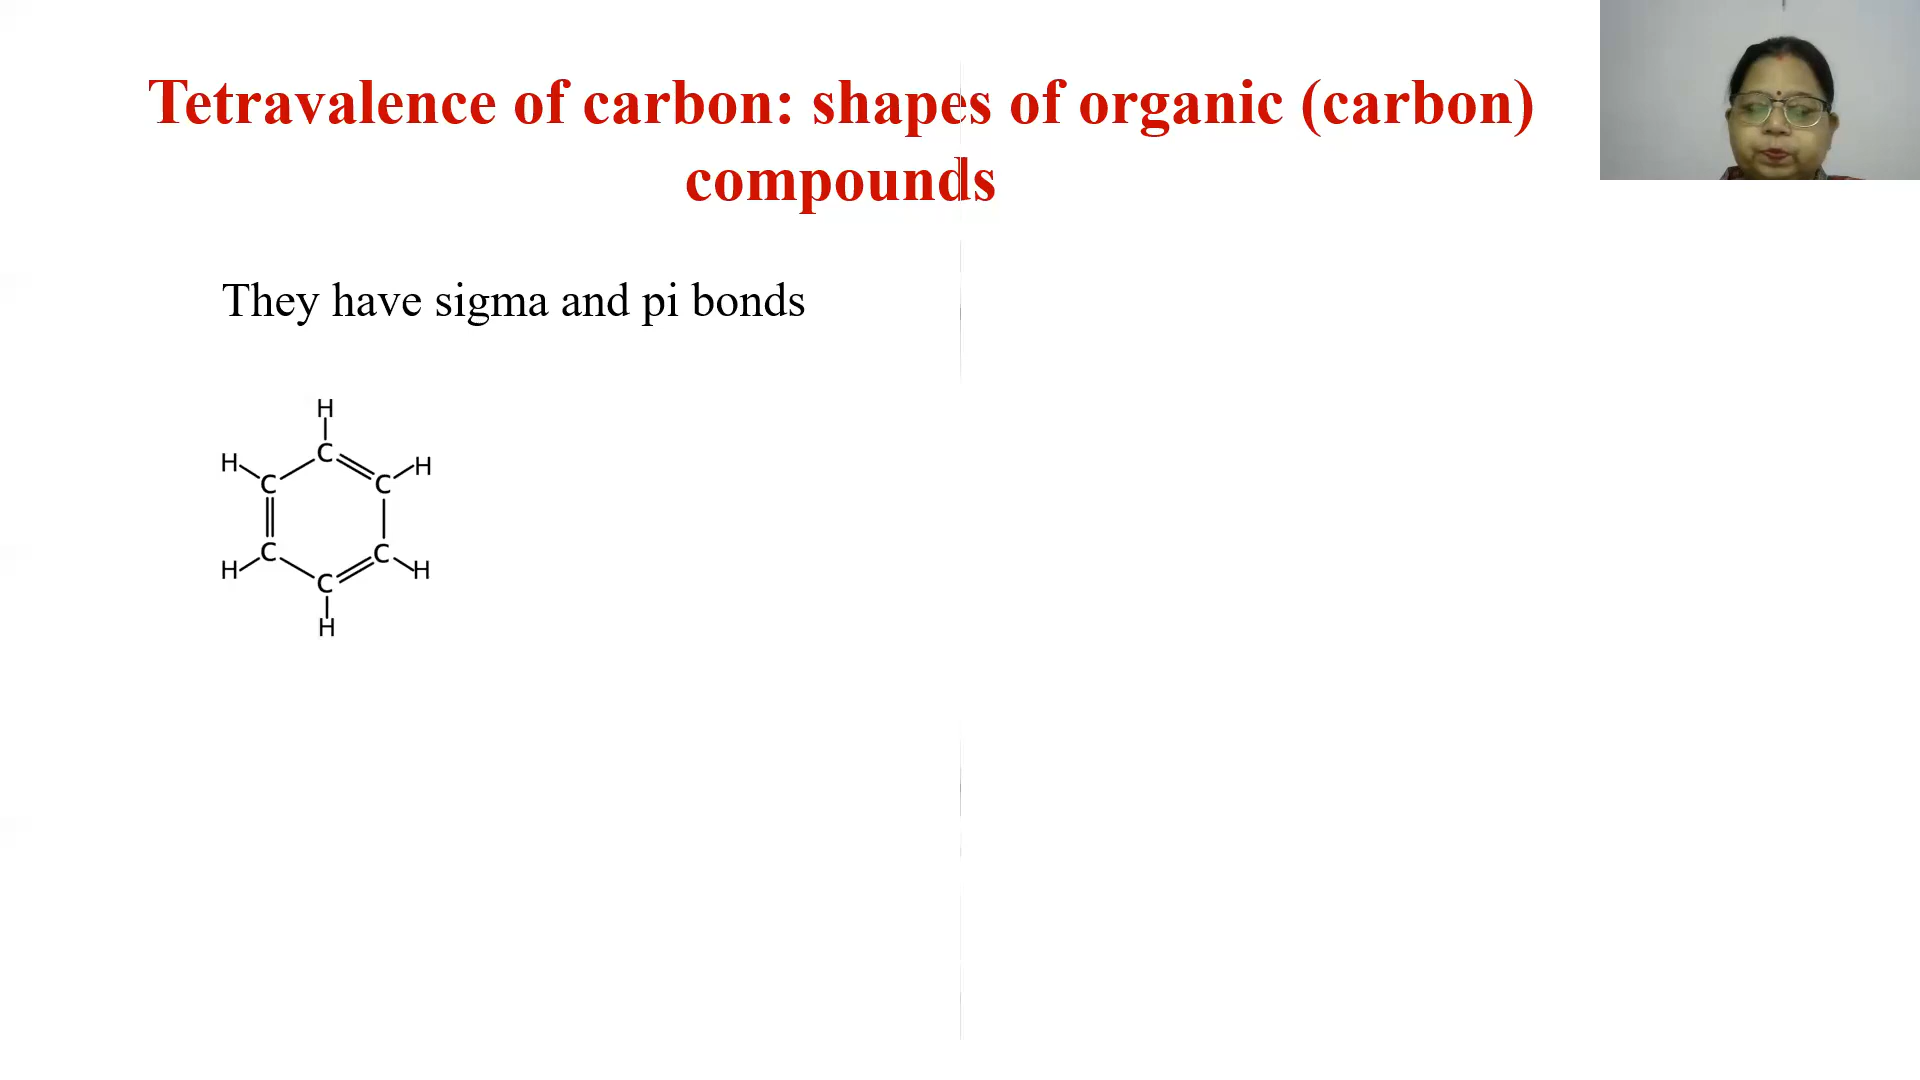 Tetravalence of carbon: shapes of organic (carbon)
compounds
They have sigma and pi bonds
H
H C H
C C
C C
H C H
H